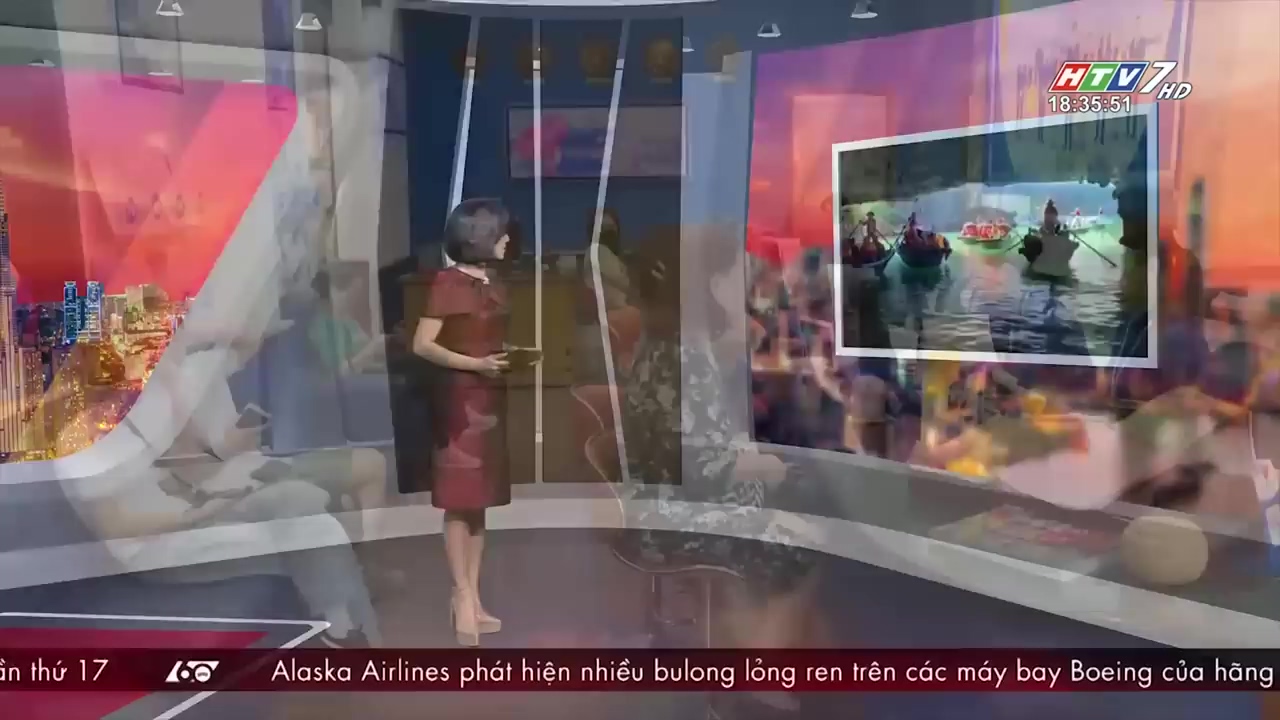 HTV7 HD
18:35:51
ần thứ 17 60 Alaska Airlines phát hiện nhiều bulong lỏng ren trên các máy bay Boeing của hãng